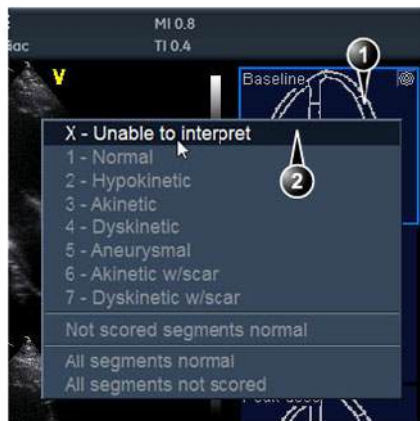 MI 0.8
iac TI 0.4
V
Baseline
1
X - Unable to interpret
1 - Normal
2
2 - Hypokinetic
3 - Akinetic
4 - Dyskinetic
5 - Aneurysmal
6 - Akinetic w/scar
7 - Dyskinetic w/scar
Not scored segments normal
All segments normal
All segments not scored
Peak dose